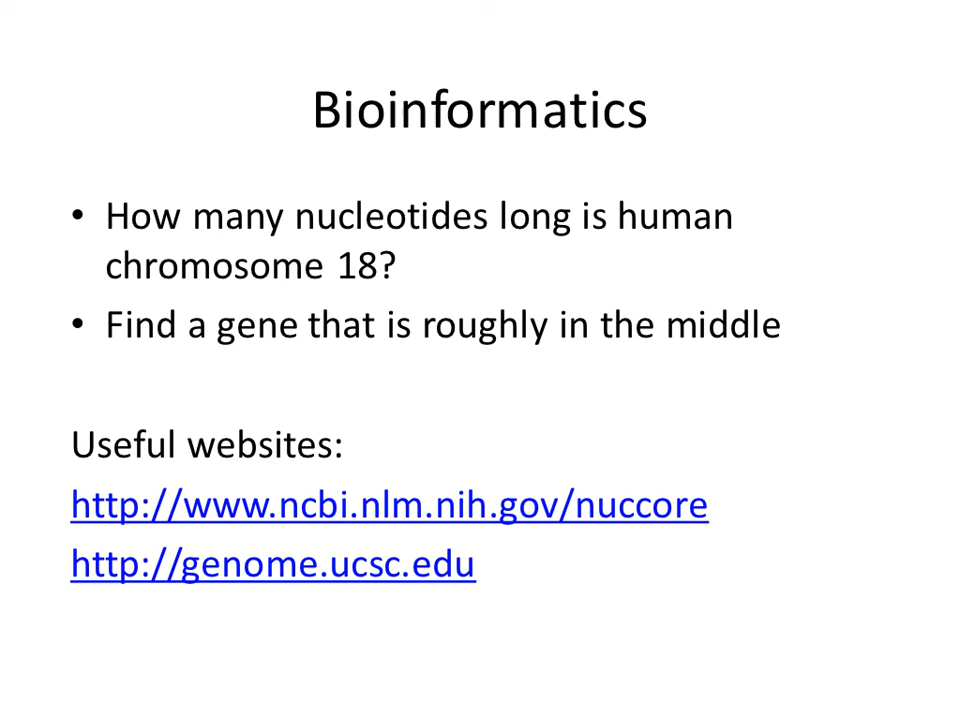 Bioinformatics
• How many nucleotides long is human
chromosome 18?
• Find a gene that is roughly in the middle
Useful websites:
http://www.ncbi.nlm.nih.gov/nuccore
http://genome.ucsc.edu